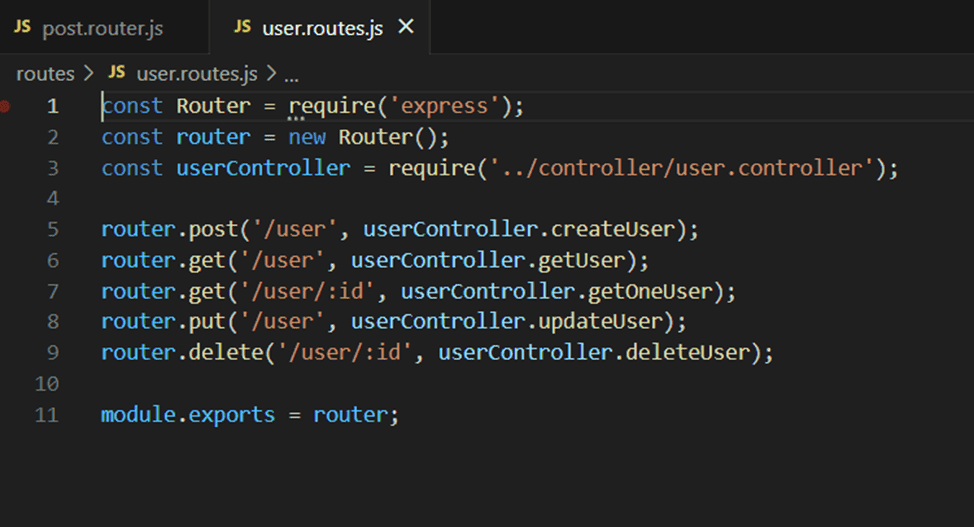 JS post.router.js JS user.routes.js ×
routes > JS user.routes.js > ...
1 const Router = require('express');
2 const router = new Router();
3 const userController = require('../controller/user.controller');
4
5 router.post('/user', userController.createUser);
6 router.get('/user', userController.getUser);
7 router.get('/user/:id', userController.getOneUser);
8 router.put('/user', userController.updateUser);
9 router.delete('/user/:id', userController.deleteUser);
10
11 module.exports = router;